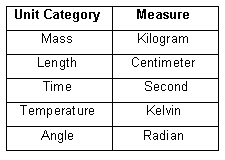 Unit Category Measure
Mass Kilogram
Length Centimeter
Time Second
Temperature Kelvin
Angle Radian